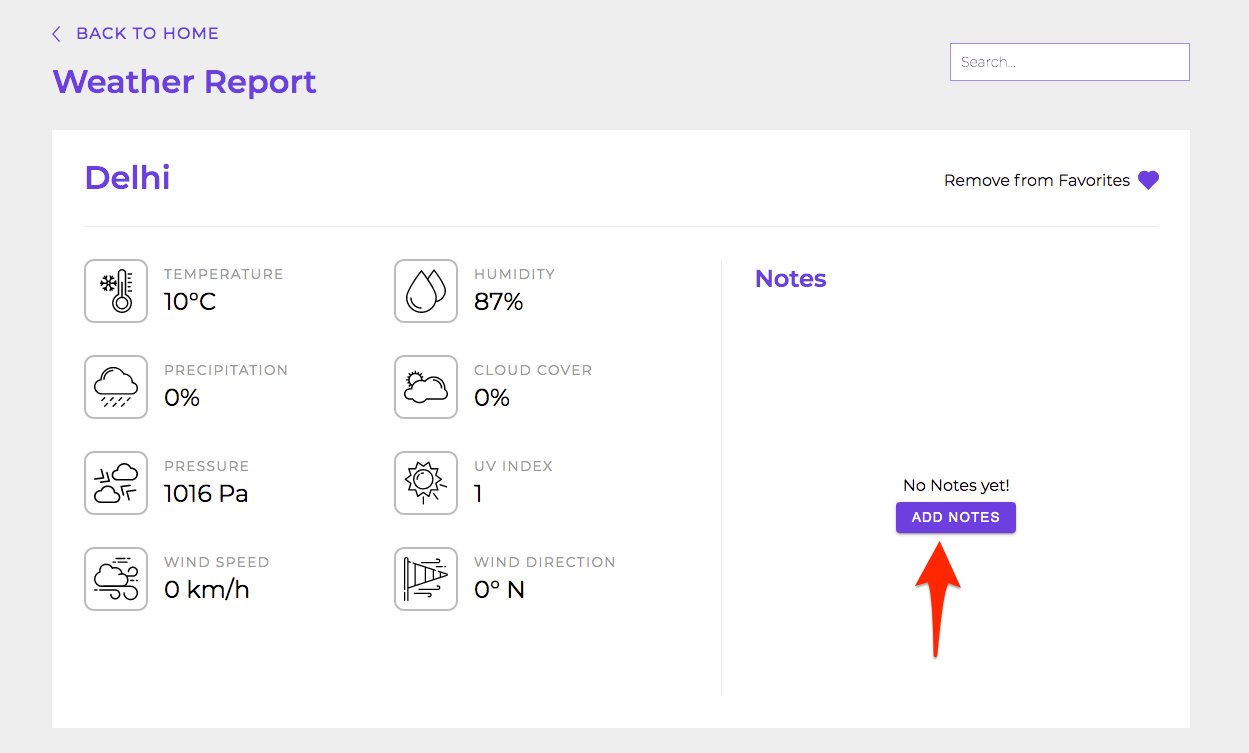 BACK TO HOME
Weather Report
Search...
Delhi
Remove from Favorites
TEMPERATURE
10°C
HUMIDITY
87%
PRECIPITATION
0%
CLOUD COVER
0%
PRESSURE
1016 Pa
UV INDEX
1
WIND SPEED
0 km/h
WIND DIRECTION
0° N
Notes
No Notes yet!
ADD NOTES